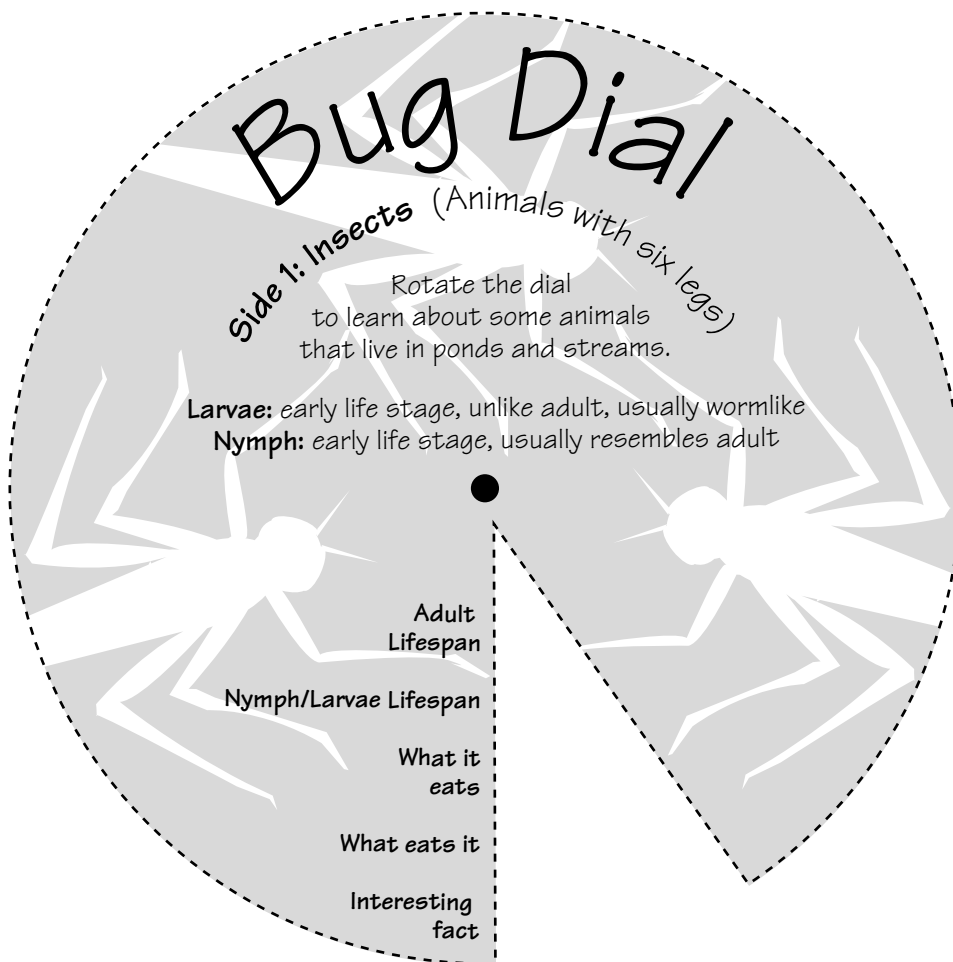 Bug Dial
Side 1: Insects (Animals with six legs)
Rotate the dial
to learn about some animals
that live in ponds and streams.
Larvae: early life stage, unlike adult, usually wormlike
Nymph: early life stage, usually resembles adult
Adult
Lifespan
Nymph/Larvae Lifespan
What it
eats
What eats it
Interesting
fact